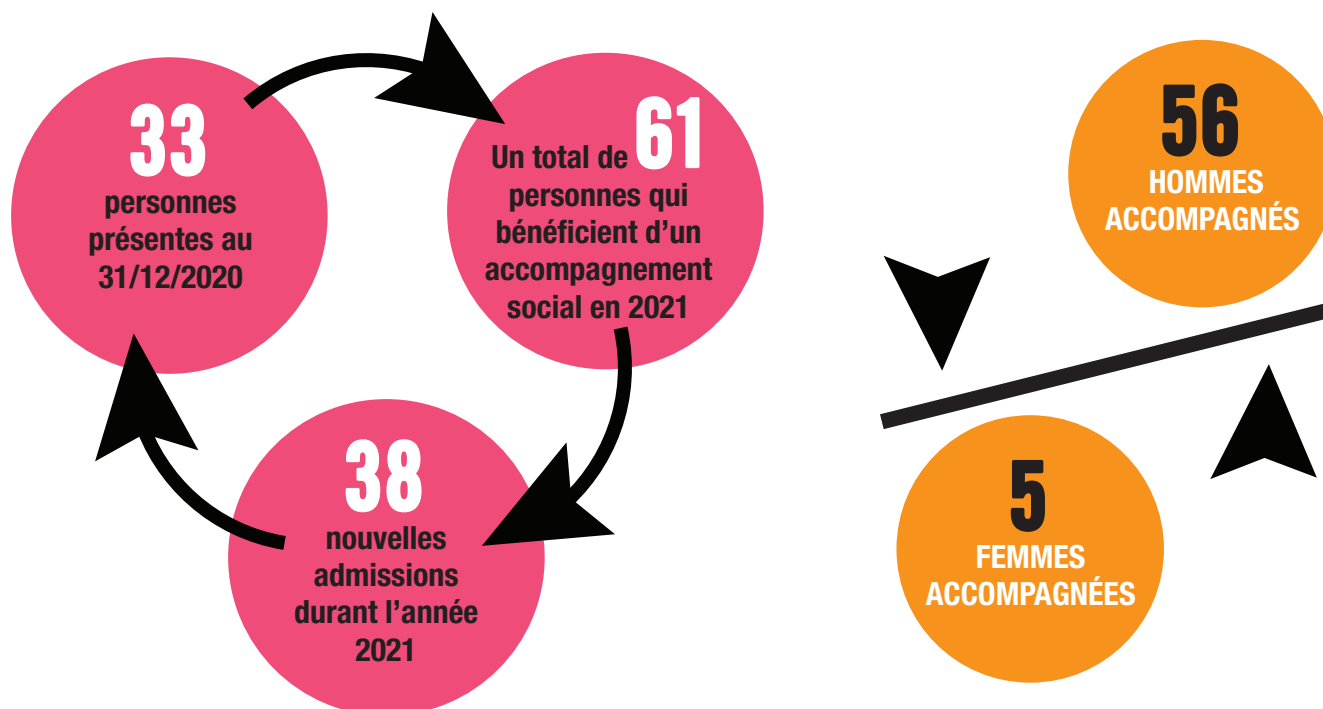 33
personnes
présentes au
31/12/2020
Un total de 61
personnes qui
bénéficient d’un
accompagnement
social en 2021
38
nouvelles
admissions
durant l’année
2021
56
HOMMES
ACCOMPAGNÉS
5
FEMMES
ACCOMPAGNÉES